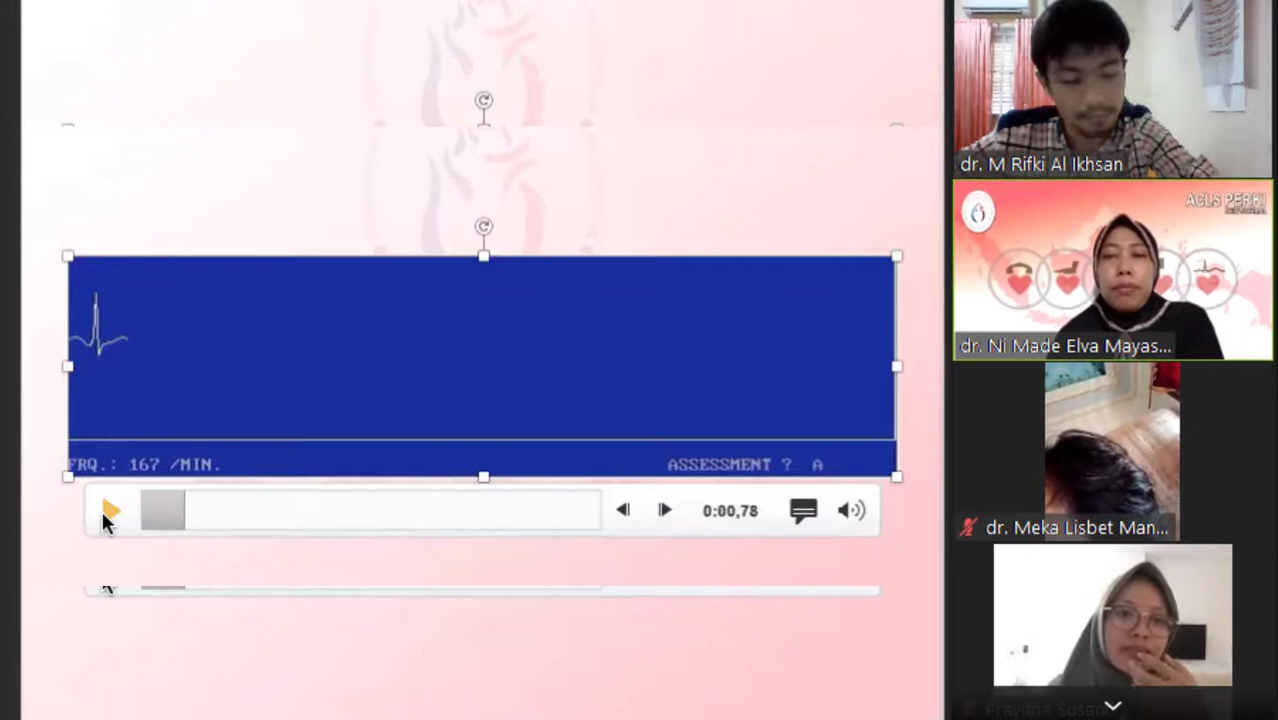 FRQ.: 167 /MIN.
ASSESSMENT ? A
0:00,78
dr. M Rifki Al Ikhsan
ACLS PERKI
dr. Ni Made Elva Mayas...
dr. Meka Lisbet Man...